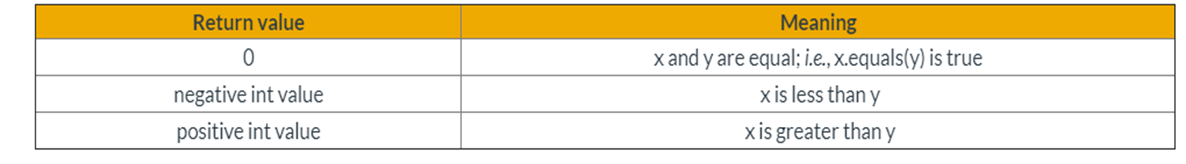 Return value Meaning
0 x and y are equal; i.e., x.equals(y) is true
negative int value x is less than y
positive int value x is greater than y